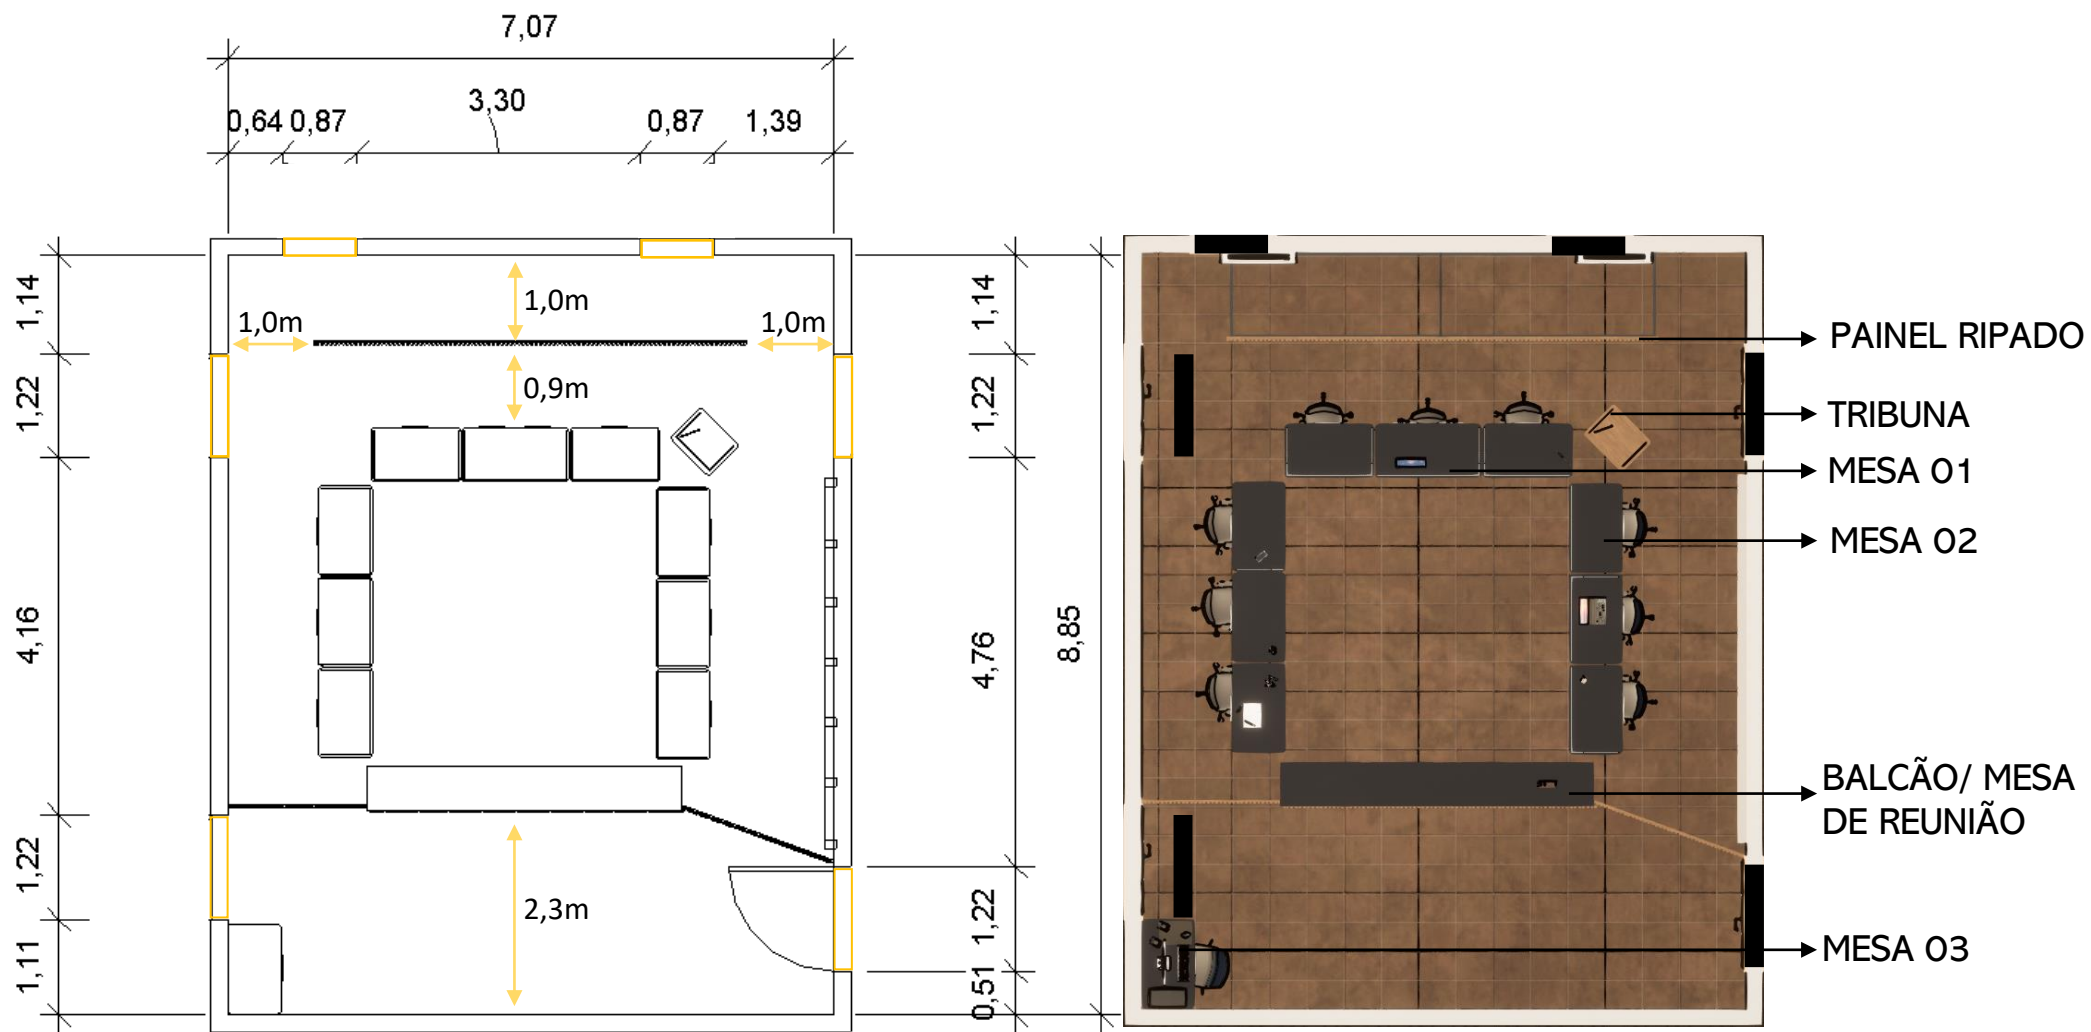 7,07
0,64 0,87 3,30 0,87 1,39
1,14
1,22
4,16
1,22
1,11
1,0m
1,0m
1,0m
0,9m
2,3m
1,14
1,22
4,76
1,22
0,51
8,85
PAINEL RIPADO
TRIBUNA
MESA 01
MESA 02
BALCÃO/ MESA
DE REUNIÃO
MESA 03